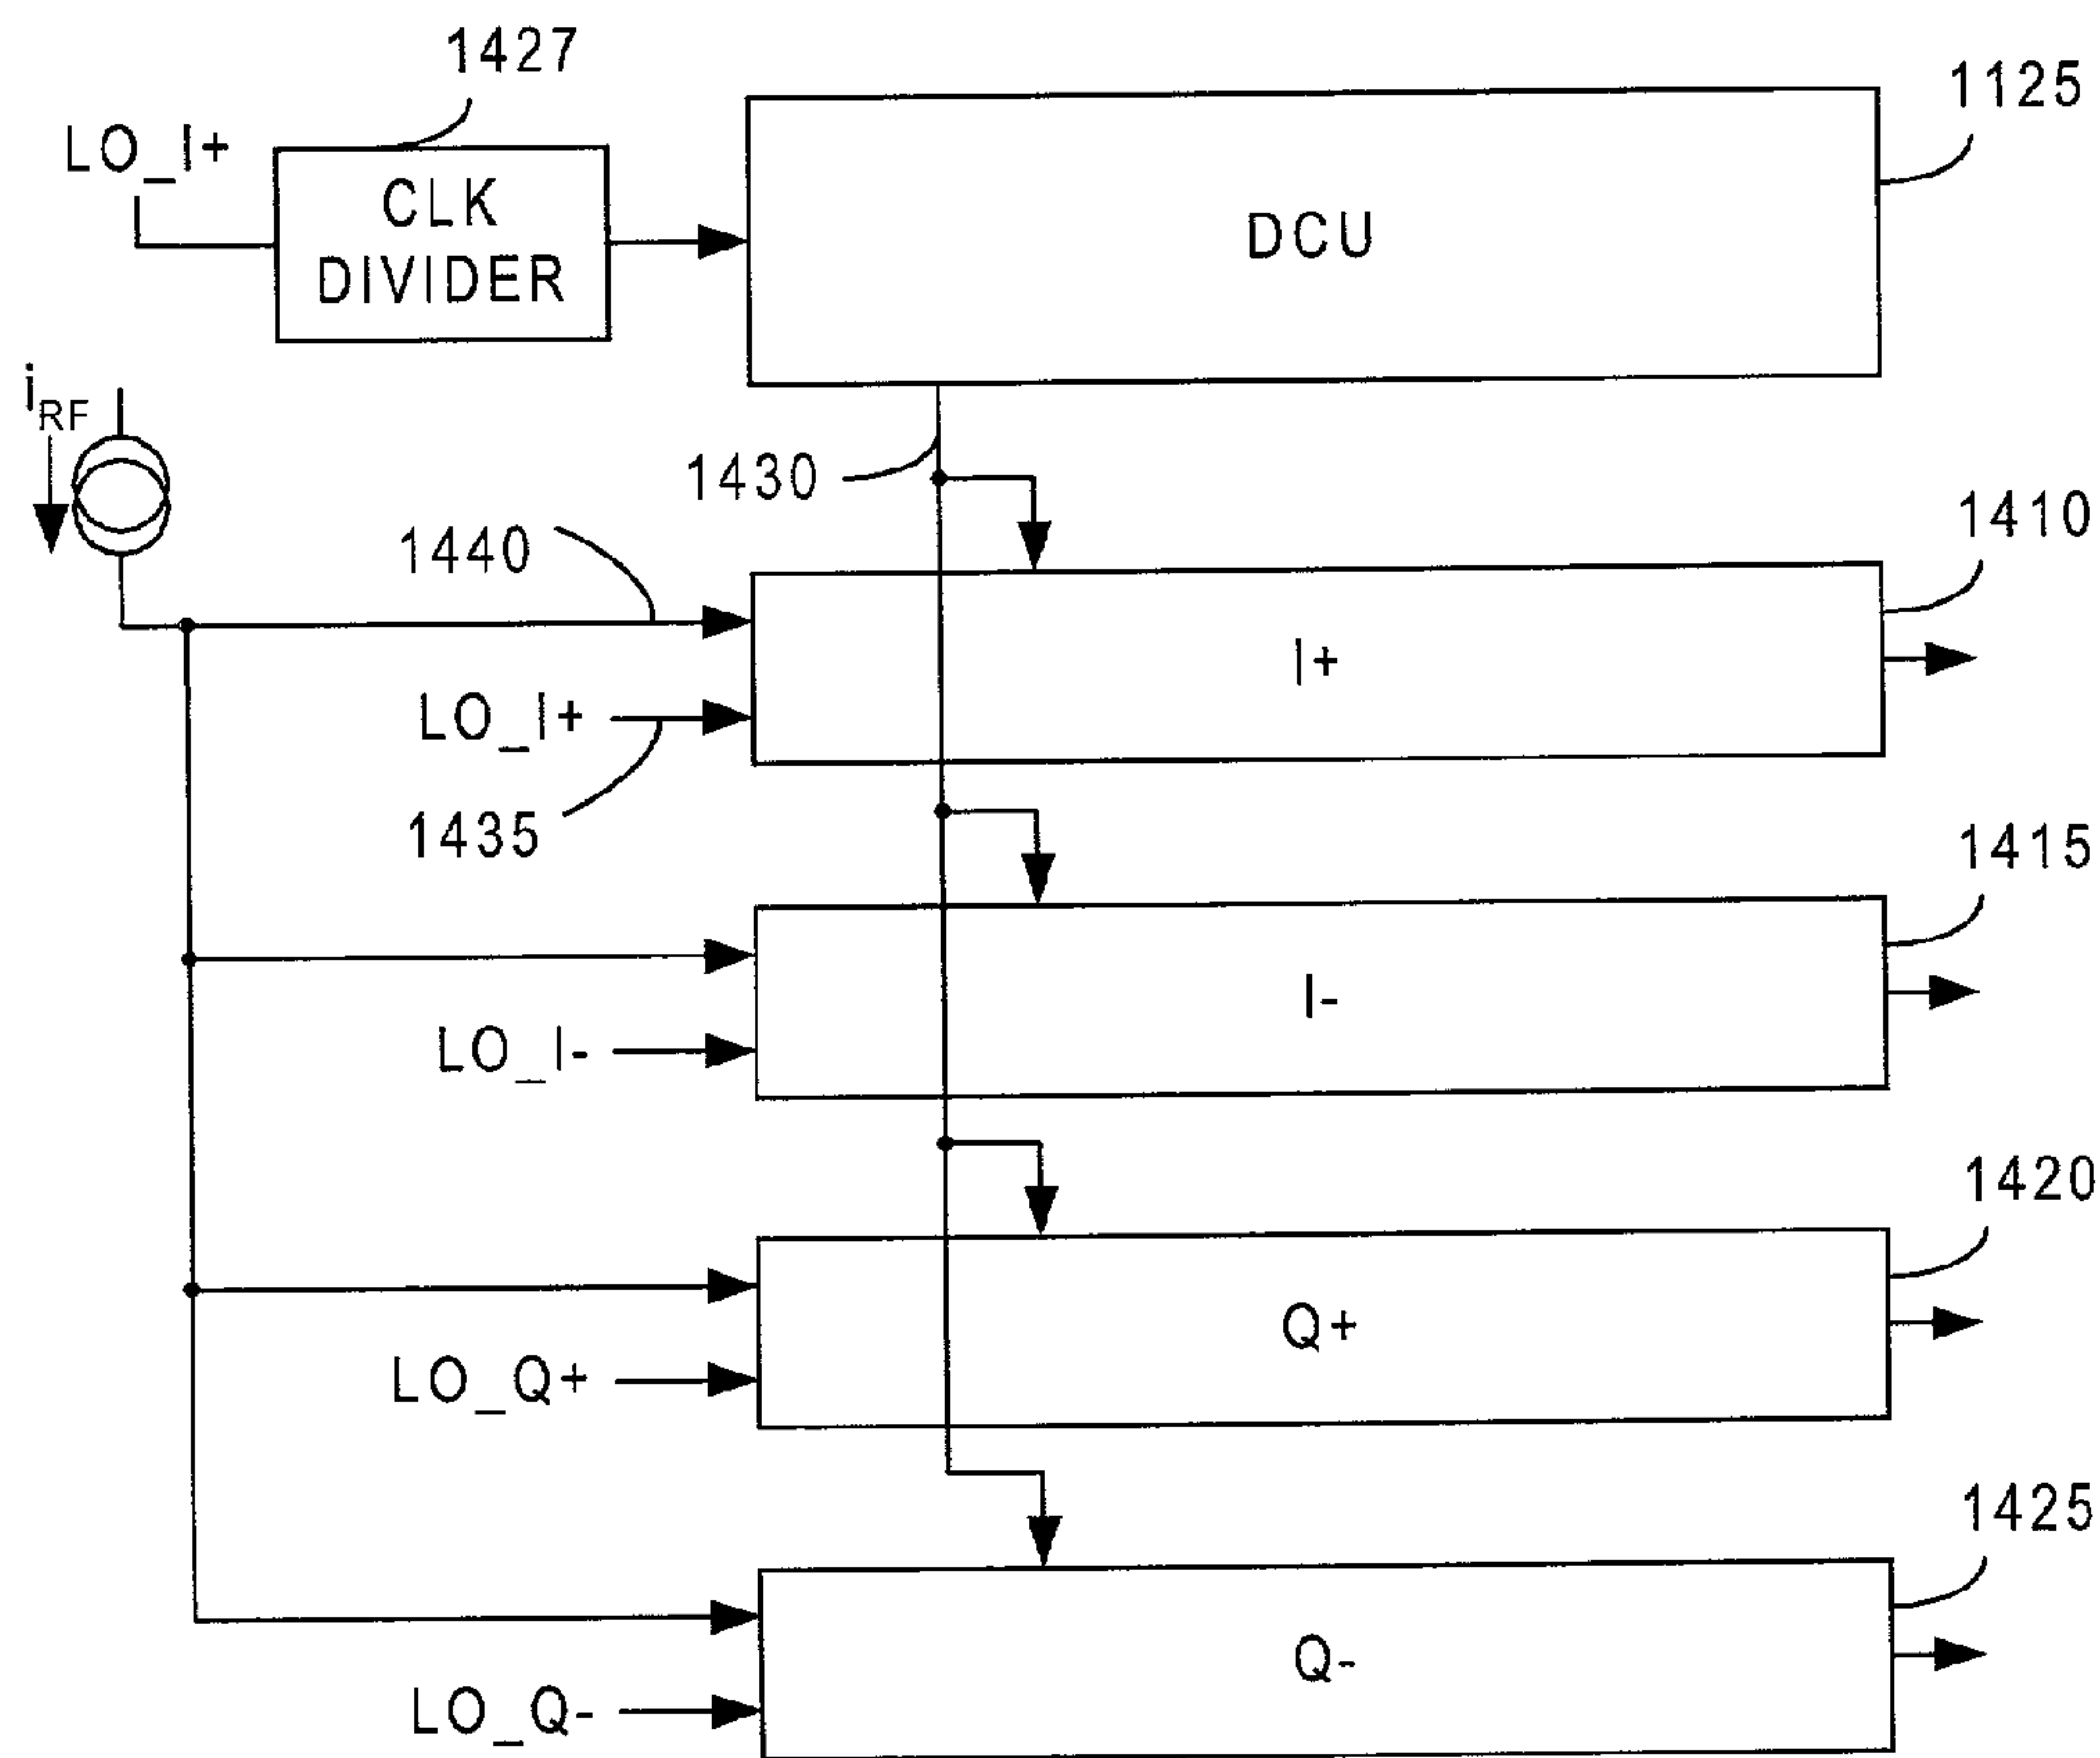 1427
1125
LO_I+
CLK
DIVIDER
DCU
iRF
1430
1440
1410
I+
LO_I+
1435
1415
I-
LO_I-
1420
Q+
LO_Q+
1425
Q-
LO_Q-